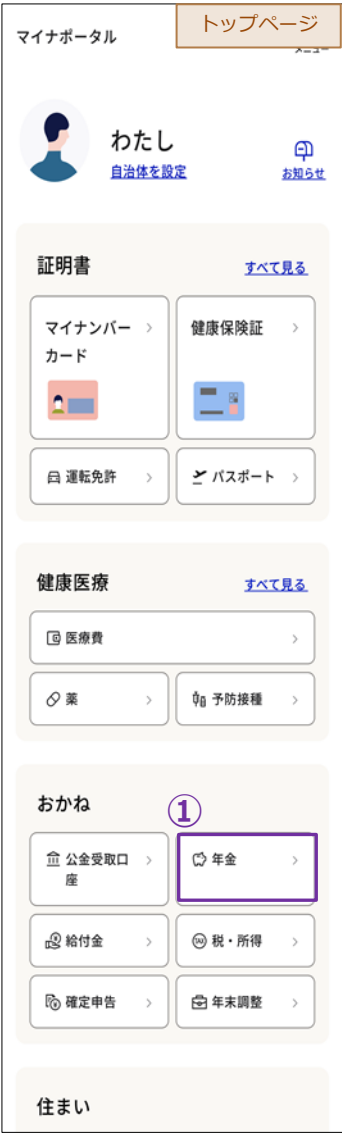 トップページ
マイナポータル
メニュー
わたし
自治体を設定
お知らせ
証明書
すべて見る
マイナンバー
カード
健康保険証
運転免許
パスポート
健康医療
すべて見る
医療費
薬
予防接種
おかね
①
公金受取口
座
年金
給付金
税・所得
確定申告
年末調整
住まい